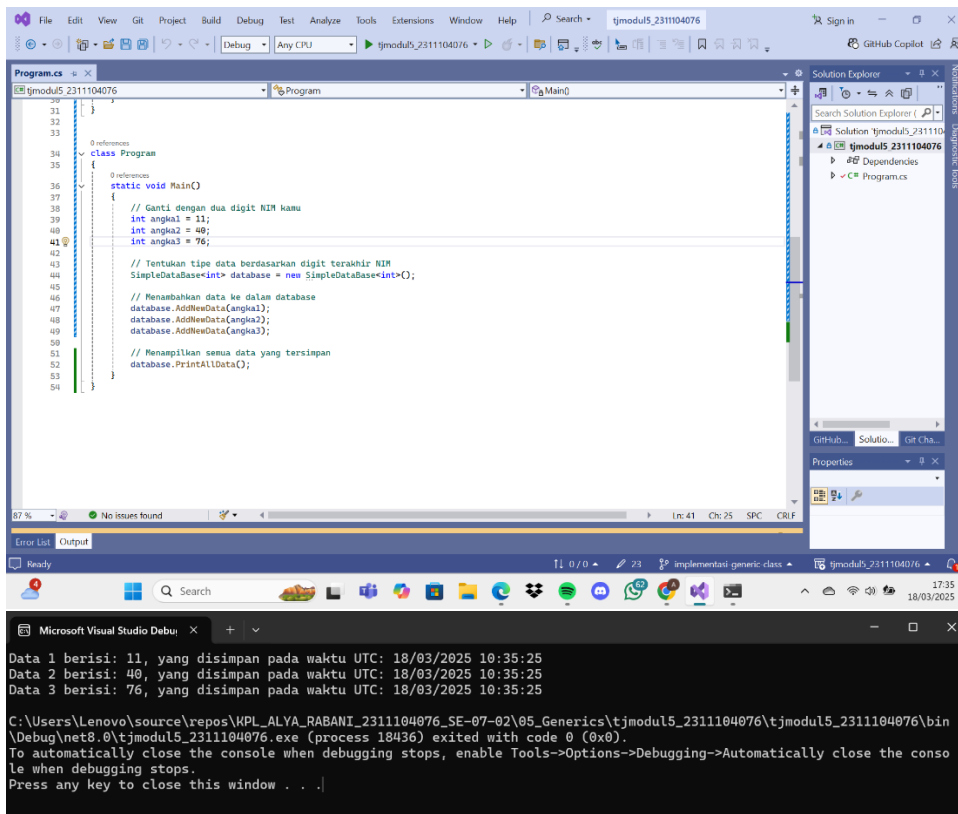 File Edit View Git Project Build Debug Test Analyze Tools Extensions Window Help Search tjmodul5_2311104076 Sign in
Debug Any CPU tjmodul5_2311104076 GitHub Copilot
Program.cs
tjmodul5_2311104076 Program Main()
30 }
31 }
32
33
0 references
34 class Program
35 {
0 references
36 static void Main()
37 {
38 // Ganti dengan dua digit NIM kamu
39 int angka1 = 11;
40 int angka2 = 40;
41 int angka3 = 76;
42
43 // Tentukan tipe data berdasarkan digit terakhir NIM
44 SimpleDataBase<int> database = new SimpleDataBase<int>();
45
46 // Menambahkan data ke dalam database
47 database.AddNewData(angka1);
48 database.AddNewData(angka2);
49 database.AddNewData(angka3);
50
51 // Menampilkan semua data yang tersimpan
52 database.PrintAllData();
53 }
54 }
87 % No issues found Ln: 41 Ch: 25 SPC CRLF
Error List Output
Solution Explorer
Search Solution Explorer (
Solution 'tjmodul5_231110
tjmodul5_2311104076
Dependencies
C# Program.cs
GitHub... Solutio... Git Cha...
Properties
Notifications
Diagnostic Tools
Ready 0 / 0 23 implementasi-generic-class tjmodul5_2311104076
4 Search 62 17:35
18/03/2025
Microsoft Visual Studio Debu
Data 1 berisi: 11, yang disimpan pada waktu UTC: 18/03/2025 10:35:25
Data 2 berisi: 40, yang disimpan pada waktu UTC: 18/03/2025 10:35:25
Data 3 berisi: 76, yang disimpan pada waktu UTC: 18/03/2025 10:35:25
C:\Users\Lenovo\source\repos\KPL_ALYA_RABANI_2311104076_SE-07-02\05_Generics\tjmodul5_2311104076\tjmodul5_2311104076\bin
\Debug\net8.0\tjmodul5_2311104076.exe (process 18436) exited with code 0 (0x0).
To automatically close the console when debugging stops, enable Tools->Options->Debugging->Automatically close the conso
le when debugging stops.
Press any key to close this window . . .